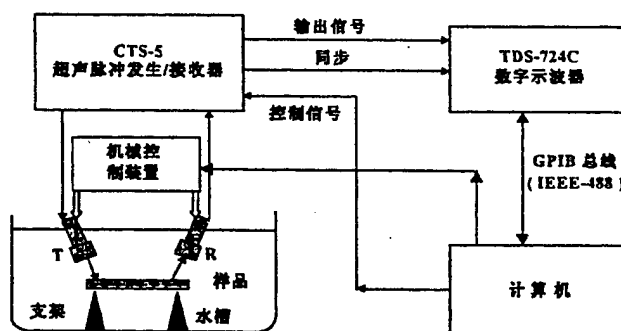 CTS-5
超声脉冲发生/接收器
输出信号
同步
控制信号
TDS-724C
数字示波器
机械控
制装置
GPIB 总线
(IEEE-488)
T
R
样品
支架
水槽
计算机